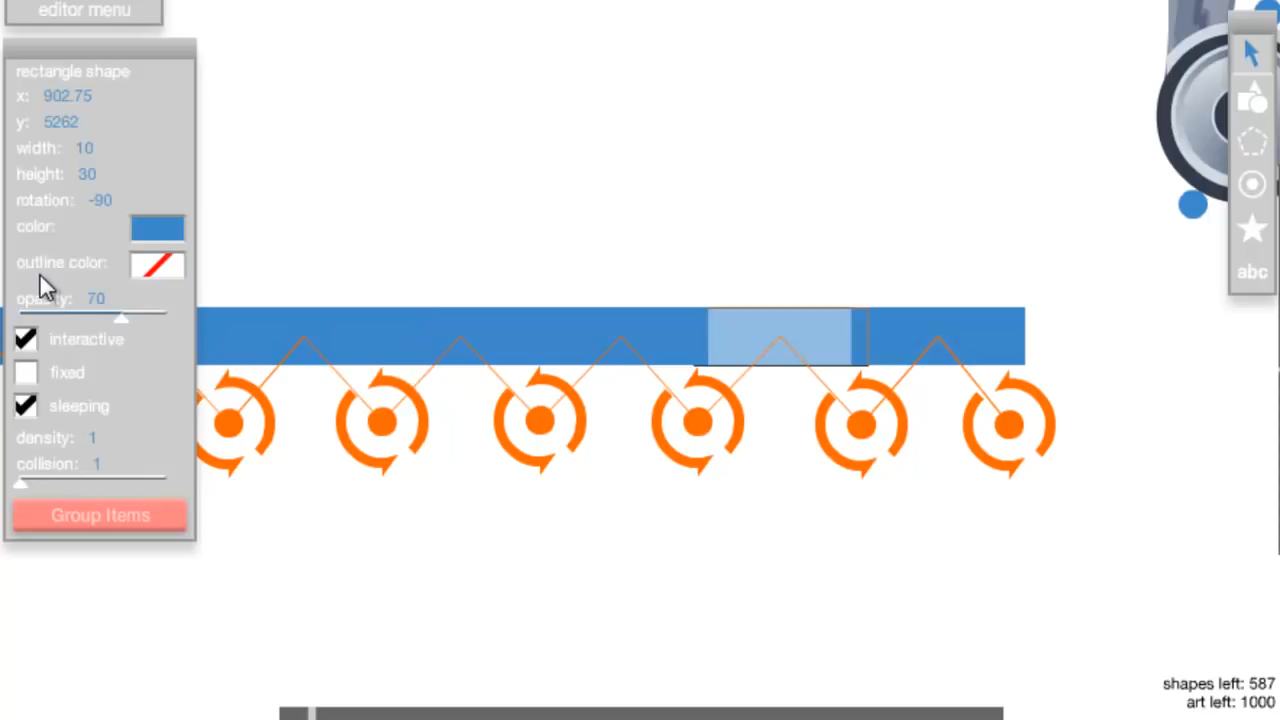 editor menu
rectangle shape
x: 902.75
y: 5262
width: 10
height: 30
rotation: -90
color:
outline color:
opacity: 70
interactive
fixed
sleeping
density: 1
collision: 1
Group Items
abc
shapes left: 587
art left: 1000